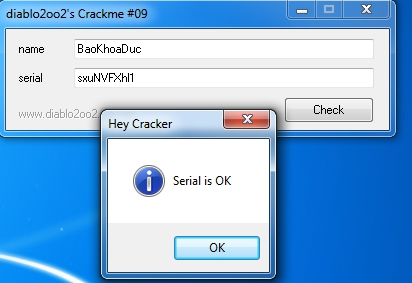 diablo2oo2's Crackme #09
name
BaoKhoaDuc
serial
sxuNVFXhl1
www.diablo2oo2
Check
Hey Cracker
Serial is OK
OK